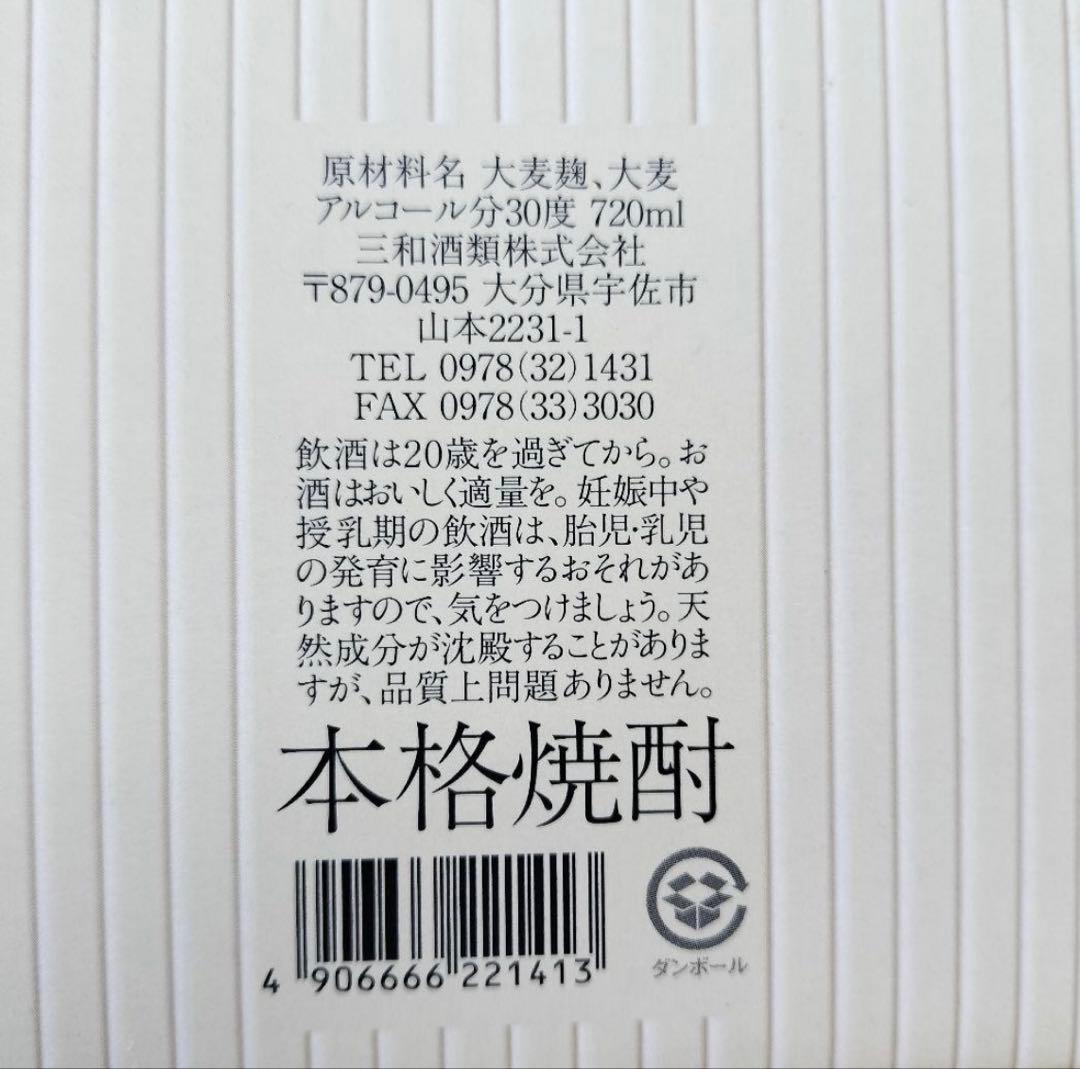 原材料名 大麦麹、大麦
アルコール分30度 720ml
三和酒類株式会社
〒879-0495 大分県宇佐市
山本2231-1
TEL 0978(32)1431
FAX 0978(33)3030
飲酒は20歳を過ぎてから。お
酒はおいしく適量を。妊娠中や
授乳期の飲酒は、胎児・乳児
の発育に影響するおそれがあ
りますので、気をつけましょう。天
然成分が沈殿することがありま
すが、品質上問題ありません。
本格焼酎
4 906666 221413
ダンボール